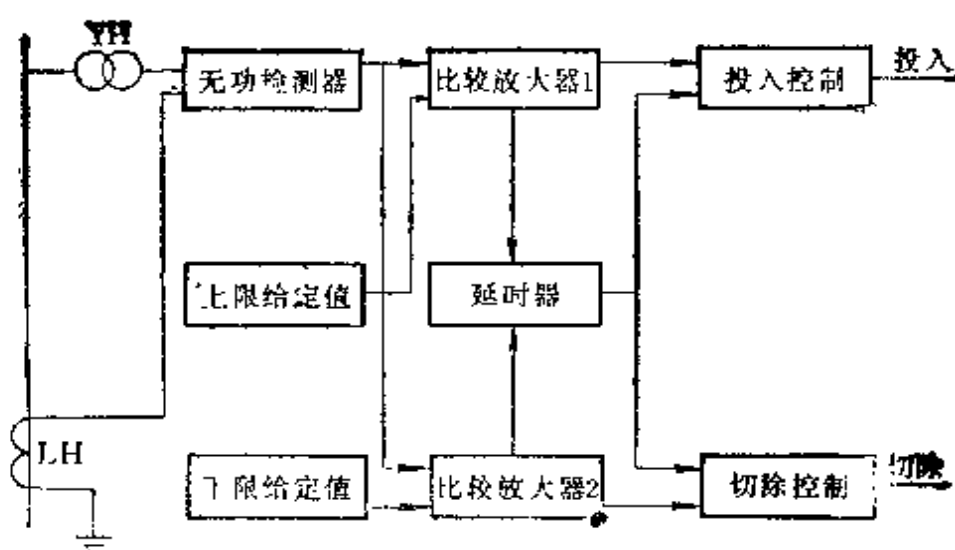 YH
无功检测器
比较放大器1
投入控制
投入
上限给定值
延时器
LH
下限给定值
比较放大器2
切除控制
切除